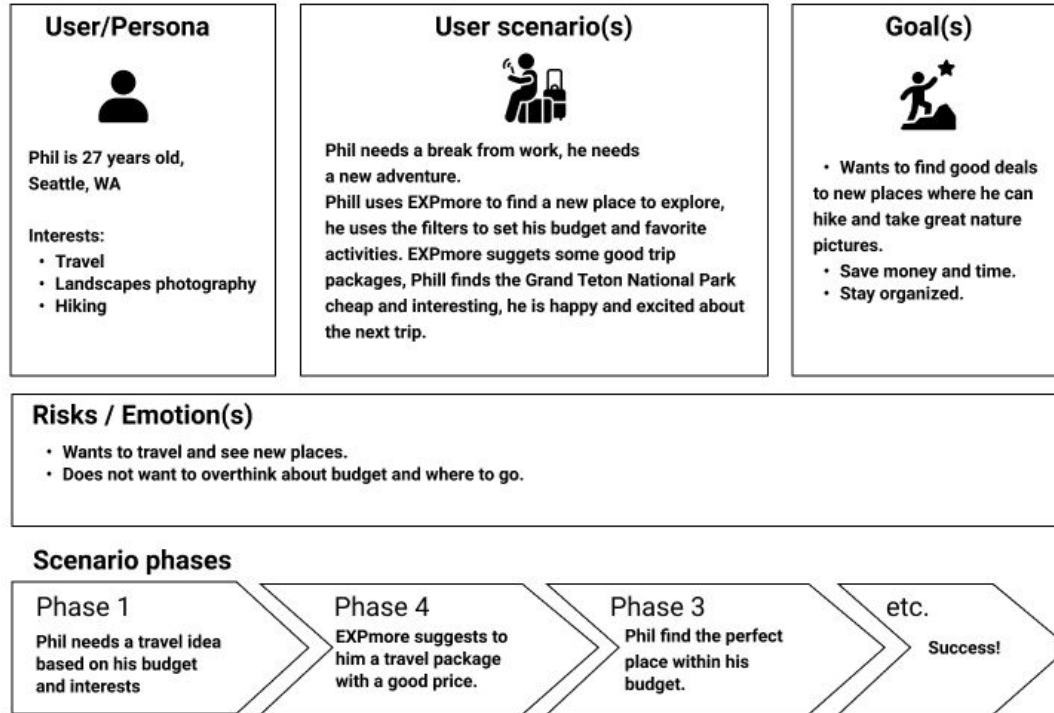 User/Persona
Phil is 27 years old,
Seattle, WA
Interests:
• Travel
• Landscapes photography
• Hiking
User scenario(s)
Phil needs a break from work, he needs
a new adventure.
Phill uses EXPmore to find a new place to explore,
he uses the filters to set his budget and favorite
activities. EXPmore suggets some good trip
packages, Phill finds the Grand Teton National Park
cheap and interesting, he is happy and excited about
the next trip.
Goal(s)
• Wants to find good deals
to new places where he can
hike and take great nature
pictures.
• Save money and time.
• Stay organized.
Risks / Emotion(s)
• Wants to travel and see new places.
• Does not want to overthink about budget and where to go.
Scenario phases
Phase 1
Phil needs a travel idea
based on his budget
and interests
Phase 4
EXPmore suggests to
him a travel package
with a good price.
Phase 3
Phil find the perfect
place within his
budget.
etc.
Success!